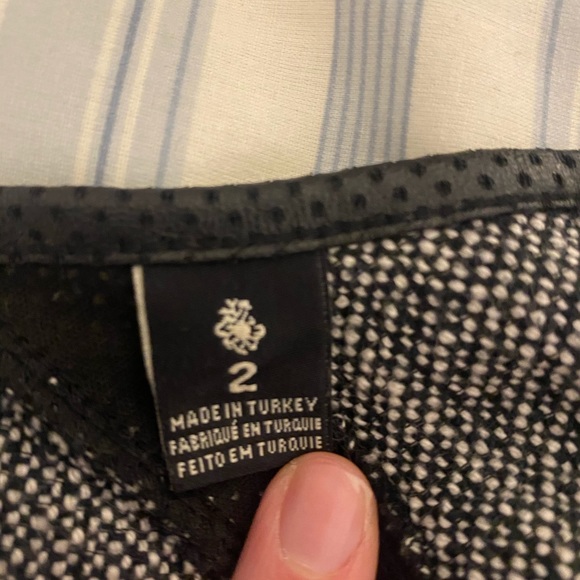 2
MADE IN TURKEY
FABRIQUÉ EN TURQUIE
FEITO EM TURQUIE